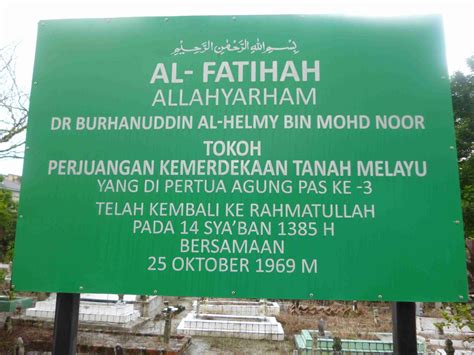 بسم الله الرحمن الرحيم
AL- FATIHAH
ALLAHYARHAM
DR BURHANUDDIN AL-HELMY BIN MOHD NOOR
TOKOH
PERJUANGAN KEMERDEKAAN TANAH MELAYU
YANG DI PERTUA AGUNG PAS KE -3
TELAH KEMBALI KE RAHMATULLAH
PADA 14 SYA'BAN 1385 H
BERSAMAAN
25 OKTOBER 1969 M